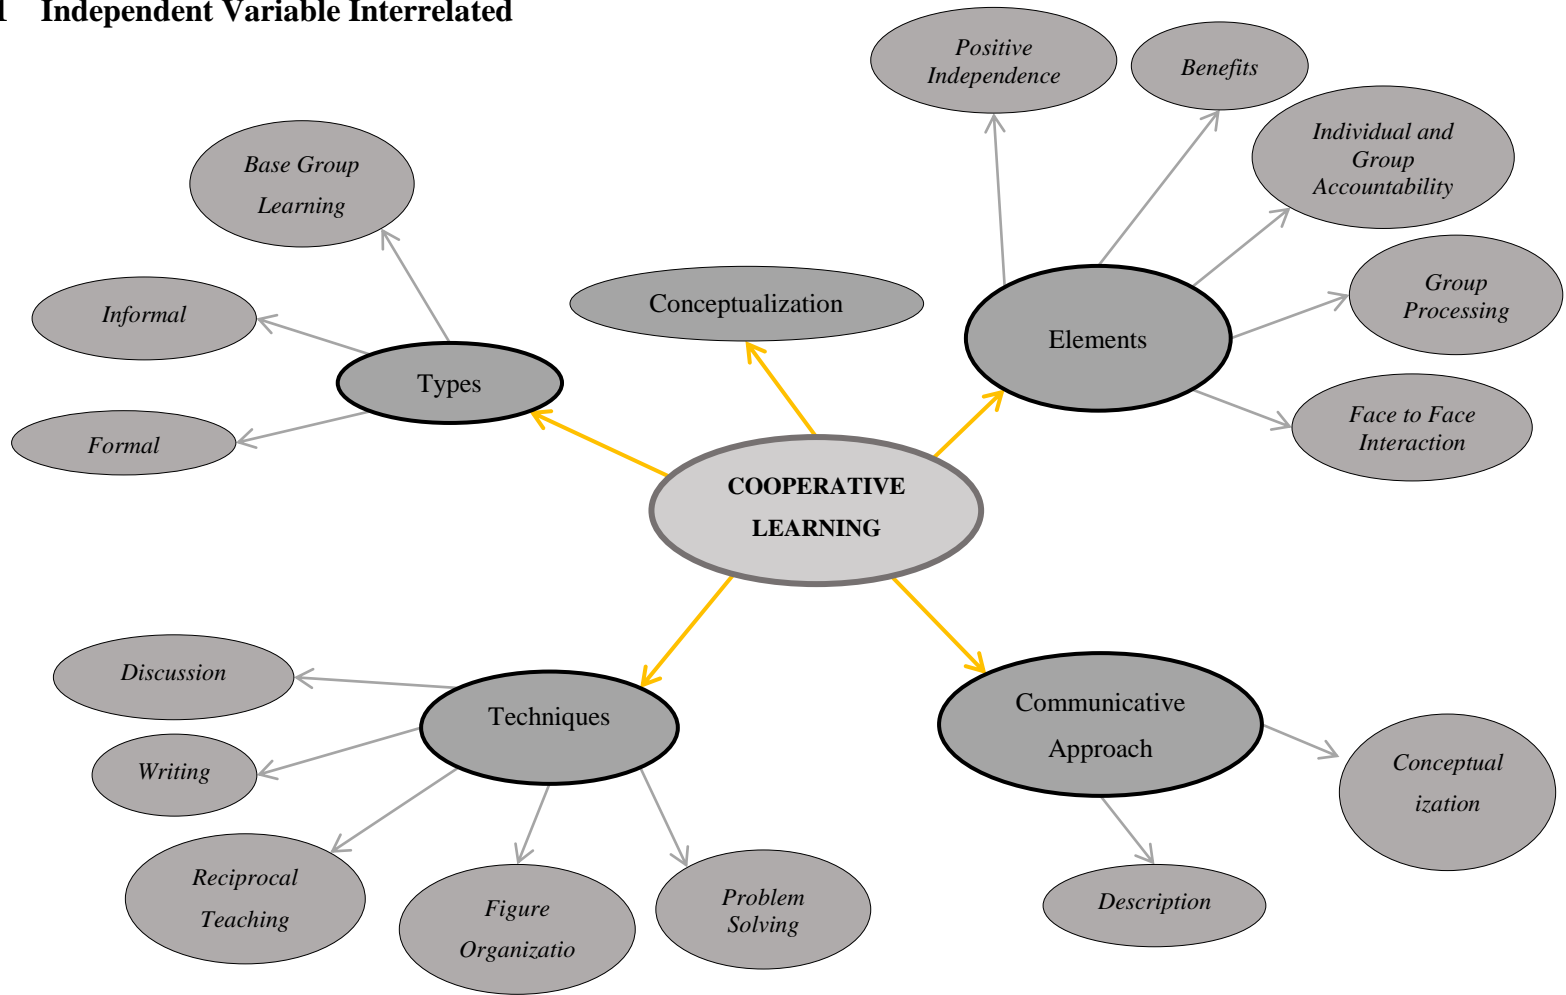 1 Independent Variable Interrelated
Positive
Independence
Benefits
Individual and
Group
Accountability
Base Group
Learning
Group
Processing
Informal
Conceptualization
Elements
Types
Face to Face
Interaction
Formal
COOPERATIVE
LEARNING
Discussion
Techniques
Communicative
Approach
Writing
Conceptual
ization
Reciprocal
Teaching
Figure
Organizatio
Problem
Solving
Description